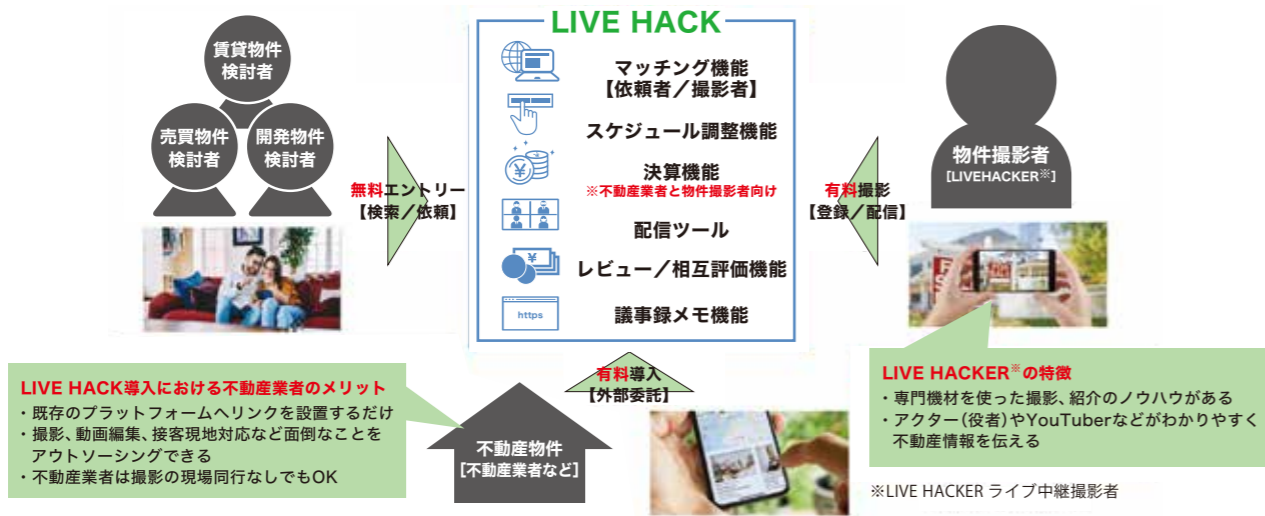 賃貸物件
検討者
売買物件
検討者
開発物件
検討者
無料エントリー
【検索／依頼】
LIVE HACK
マッチング機能
【依頼者／撮影者】
スケジュール調整機能
決算機能
※不動産業者と物件撮影者向け
配信ツール
レビュー／相互評価機能
https
議事録メモ機能
有料撮影
【登録／配信】
物件撮影者
[LIVEHACKER※]
LIVE HACK導入における不動産業者のメリット
・既存のプラットフォームへリンクを設置するだけ
・撮影、動画編集、接客現地対応など面倒なことを
アウトソーシングできる
・不動産業者は撮影の現場同行なしでもOK
有料導入
【外部委託】
不動産物件
[不動産業者など]
LIVE HACKER※の特徴
・専門機材を使った撮影、紹介のノウハウがある
・アクター（役者）やYouTuberなどがわかりやすく
不動産情報を伝える
※LIVE HACKER ライブ中継撮影者